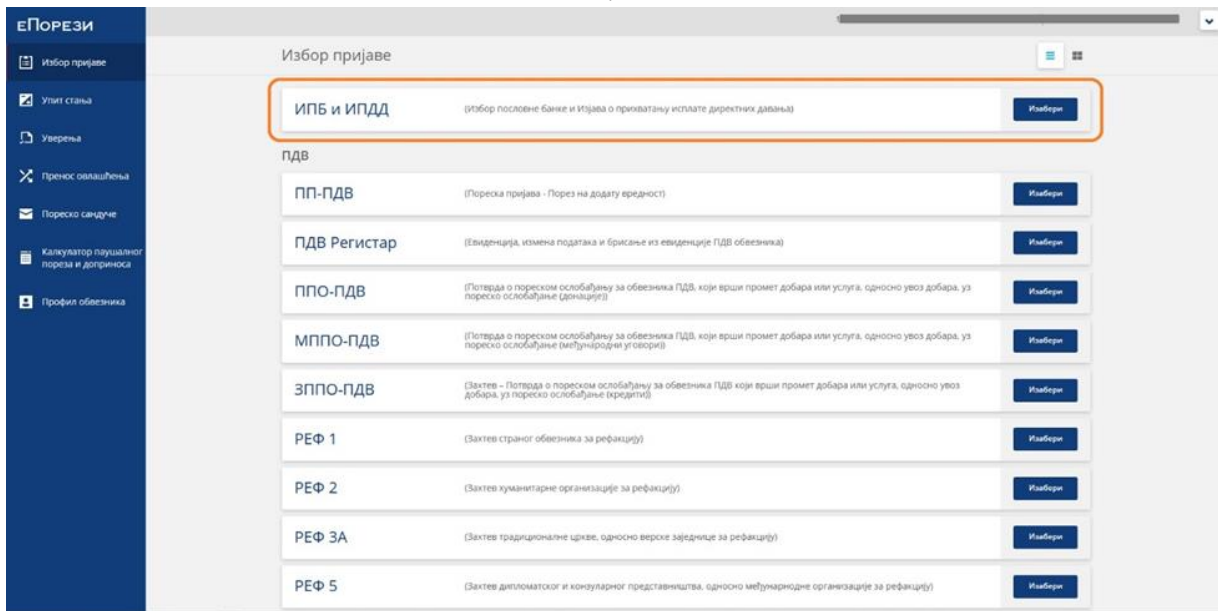 еПорези
Избор пријаве
Упит стања
Уверења
Пренос овлашћења
Пореско сандуче
Калкулатор паушалног
пореза и доприноса
Профил обвезника
Избор пријаве
ИПБ и ИПДД
(Избор пословне банке и Изјава о прихватању исплате директних давања)
Изабери
ПДВ
ПП-ПДВ
(Пореска пријава - Порез на додату вредност)
Изабери
ПДВ Регистар
(Евиденција, измена података и брисање из евиденције ПДВ обвезника)
Изабери
ППО-ПДВ
(Потврда о пореском ослобађању за обвезника ПДВ, који врши промет добара или услуга, односно увоз добара, уз
пореско ослобађање (донације))
Изабери
МППО-ПДВ
(Потврда о пореском ослобађању за обвезника ПДВ, који врши промет добара или услуга, односно увоз добара, уз
пореско ослобађање (међународни уговори))
Изабери
ЗППО-ПДВ
(Захтев – Потврда о пореском ослобађању за обвезника ПДВ који врши промет добара или услуга, односно увоз
добара, уз пореско ослобађање (кредити))
Изабери
РЕФ 1
(Захтев страног обвезника за рефакцију)
Изабери
РЕФ 2
(Захтев хуманитарне организације за рефакцију)
Изабери
РЕФ 3А
(Захтев традиционалне цркве, односно верске заједнице за рефакцију)
Изабери
РЕФ 5
(Захтев дипломатског и конзуларног представништва, односно међународне организације за рефакцију)
Изабери